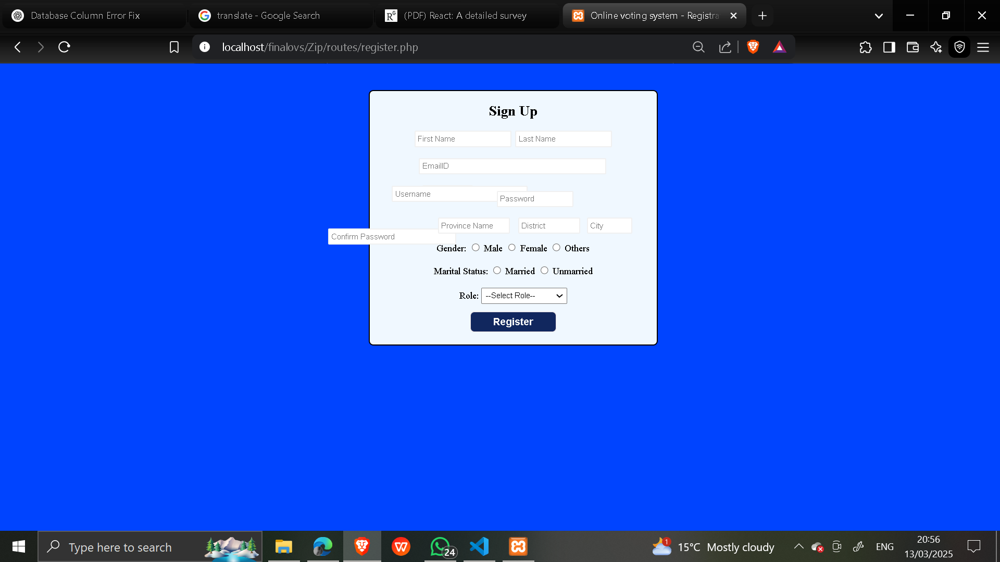 Database Column Error Fix
translate - Google Search
(PDF) React: A detailed survey
Online voting system - Registra
localhost/finalovs/Zip/routes/register.php
Sign Up
First Name
Last Name
EmailID
Username
Password
Province Name
District
City
Confirm Password
Gender: Male Female Others
Marital Status: Married Unmarried
Role: --Select Role--
Register
Type here to search
24
1
15°C Mostly cloudy
ENG
20:56
13/03/2025